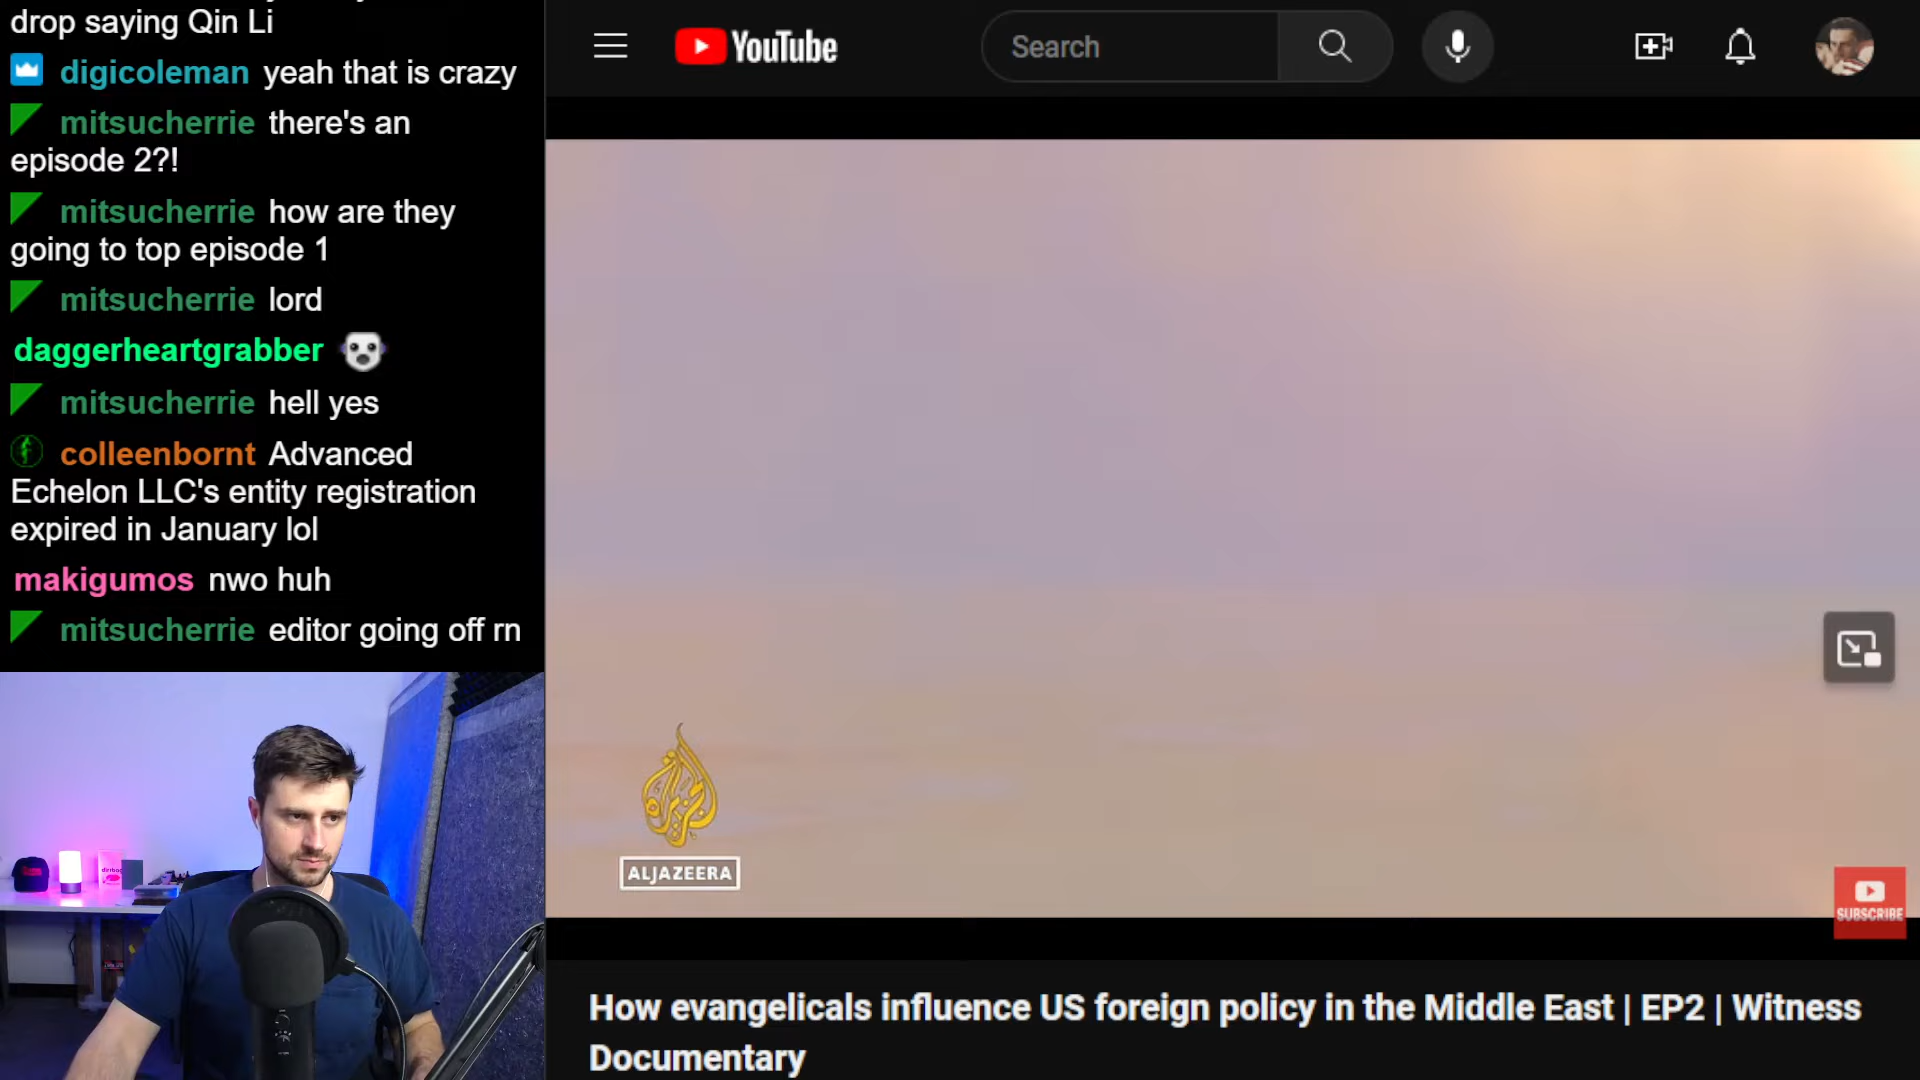 drop saying Qin Li
digicoleman yeah that is crazy
mitsucherrie there's an
episode 2?!
mitsucherrie how are they
going to top episode 1
mitsucherrie lord
daggerheartgrabber
mitsucherrie hell yes
colleenbornt Advanced
Echelon LLC's entity registration
expired in January lol
makigumos nwo huh
mitsucherrie editor going off rn
YouTube
Search
ALJAZEERA
SUBSCRIBE
How evangelicals influence US foreign policy in the Middle East | EP2 | Witness
Documentary